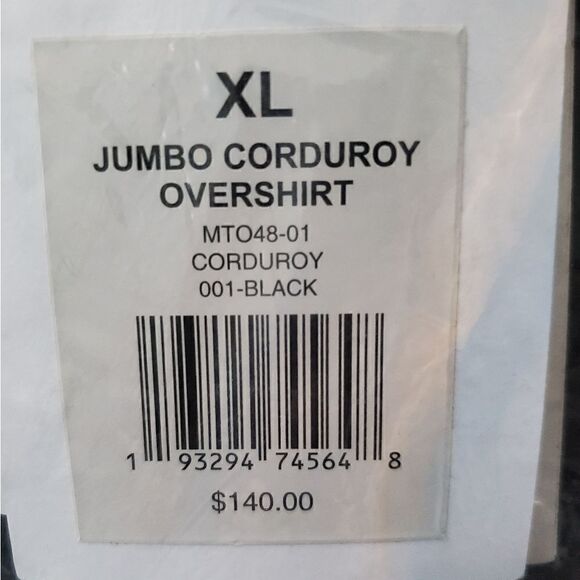 XL
JUMBO CORDUROY
OVERSHIRT
MTO48-01
CORDUROY
001-BLACK
1 93294 74564 8
$140.00